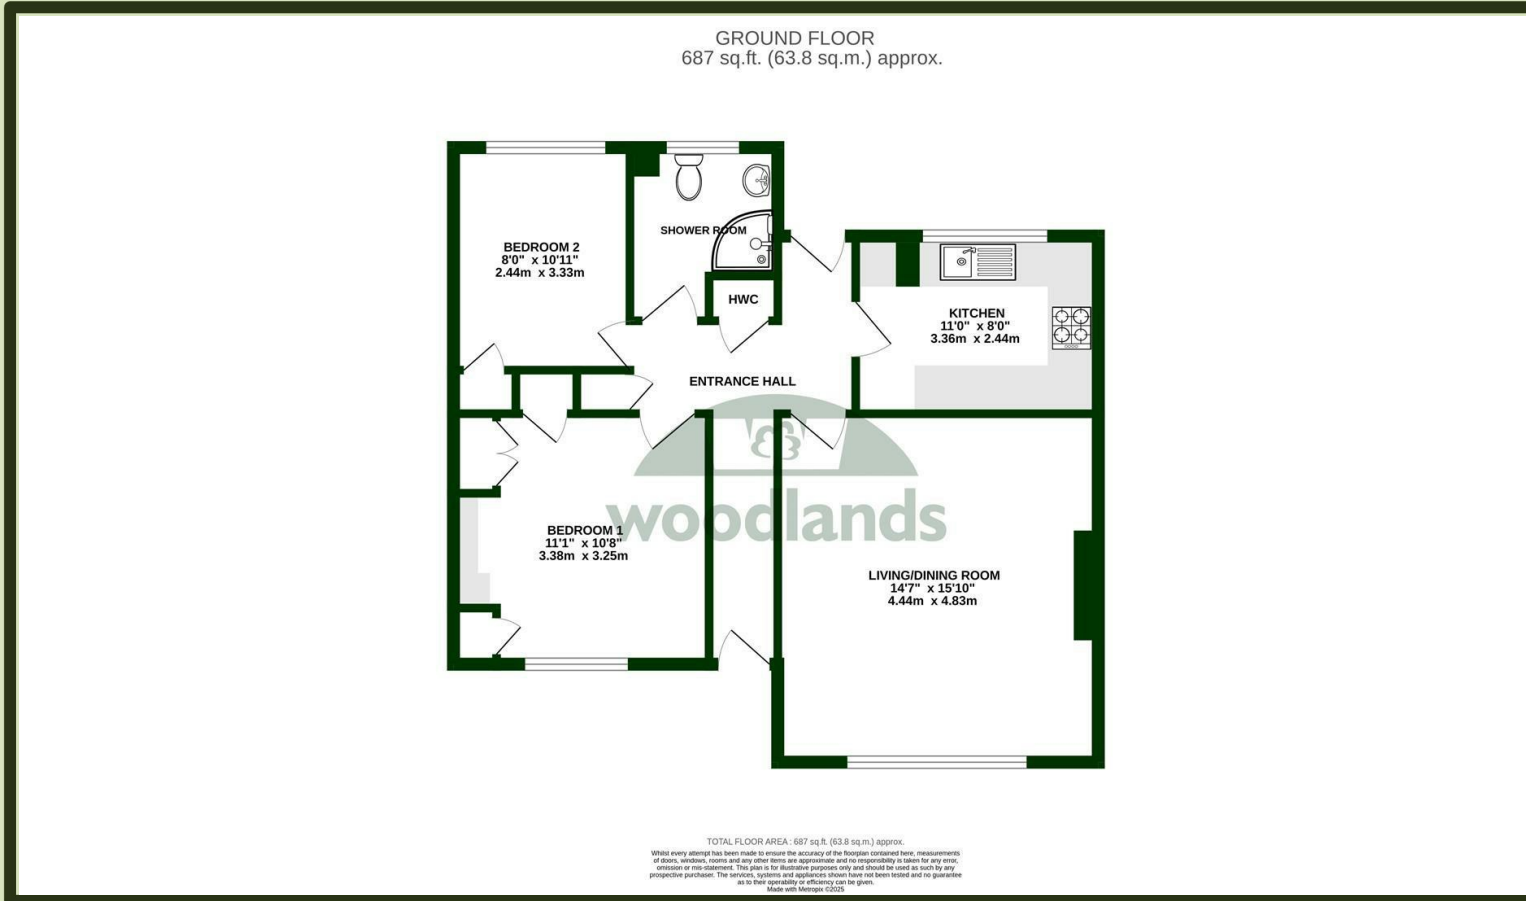 GROUND FLOOR
687 sq.ft. (63.8 sq.m.) approx.
BEDROOM 2
8'0" x 10'11"
2.44m x 3.33m
SHOWER ROOM
HWC
KITCHEN
11'0" x 8'0"
3.36m x 2.44m
ENTRANCE HALL
woodlands
BEDROOM 1
11'1" x 10'8"
3.38m x 3.25m
LIVING/DINING ROOM
14'7" x 15'10"
4.44m x 4.83m
TOTAL FLOOR AREA : 687 sq.ft. (63.8 sq.m.) approx.
Whilst every attempt has been made to ensure the accuracy of the floorplan contained here, measurements
of doors, windows, rooms and any other items are approximate and no responsibility is taken for any error,
omission or mis-statement. This plan is for illustrative purposes only and should be used as such by any
prospective purchaser. The services, systems and appliances shown have not been tested and no guarantee
as to their operability or efficiency can be given.
Made with Metropix ©2025